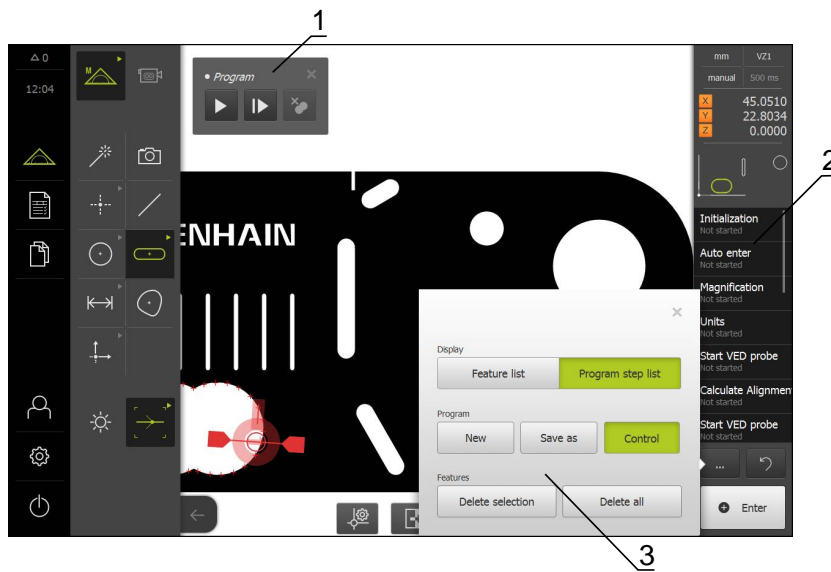 1
△ 0
12:04
M
• Program
mm VZ1
manual 500 ms
X 45.0510
Y 22.8034
Z 0.0000
2
ENHAIN
Initialization
Not started
Auto enter
Not started
Magnification
Not started
Units
Not started
Start VED probe
Not started
Calculate Alignmen
Not started
Start VED probe
Not started
Display
Feature list Program step list
Program
New Save as Control
Features
Delete selection Delete all
...
Enter
3